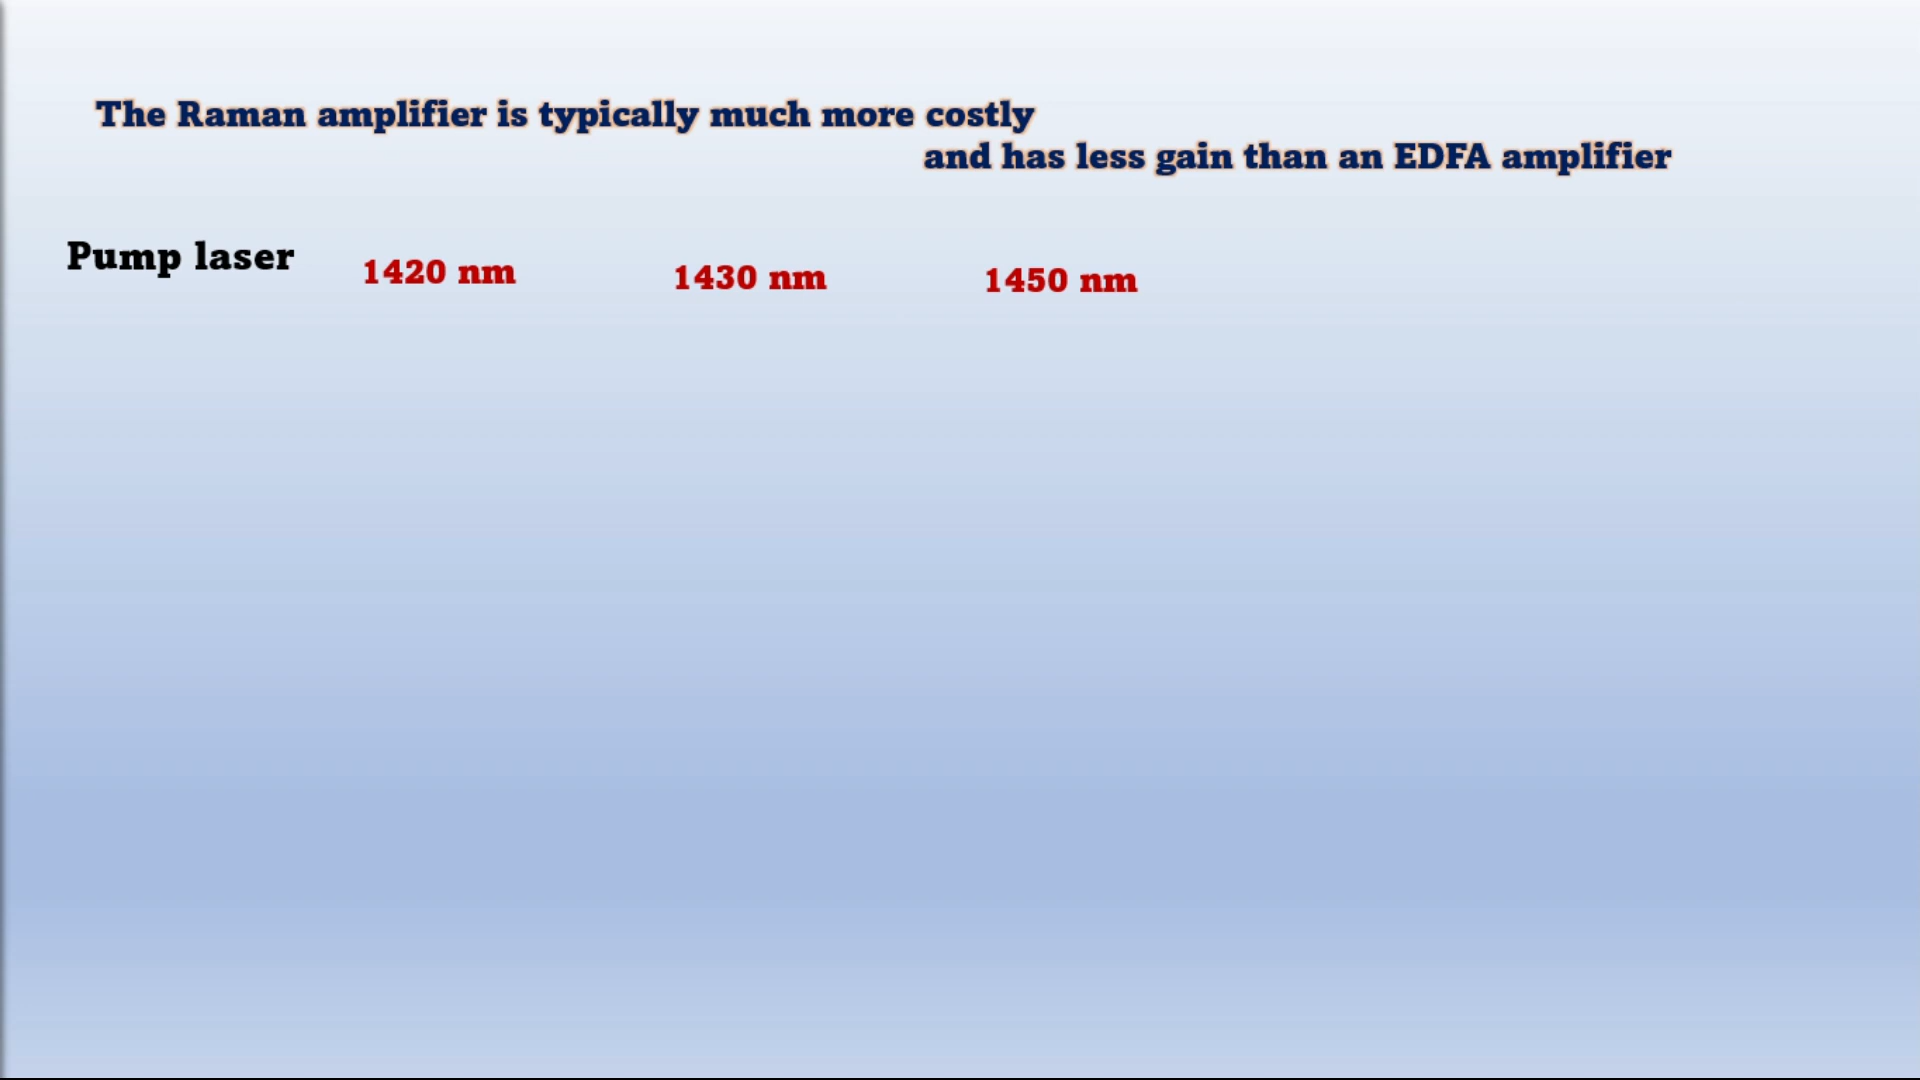 The Raman amplifier is typically much more costly
and has less gain than an EDFA amplifier
Pump laser 1420 nm 1430 nm 1450 nm